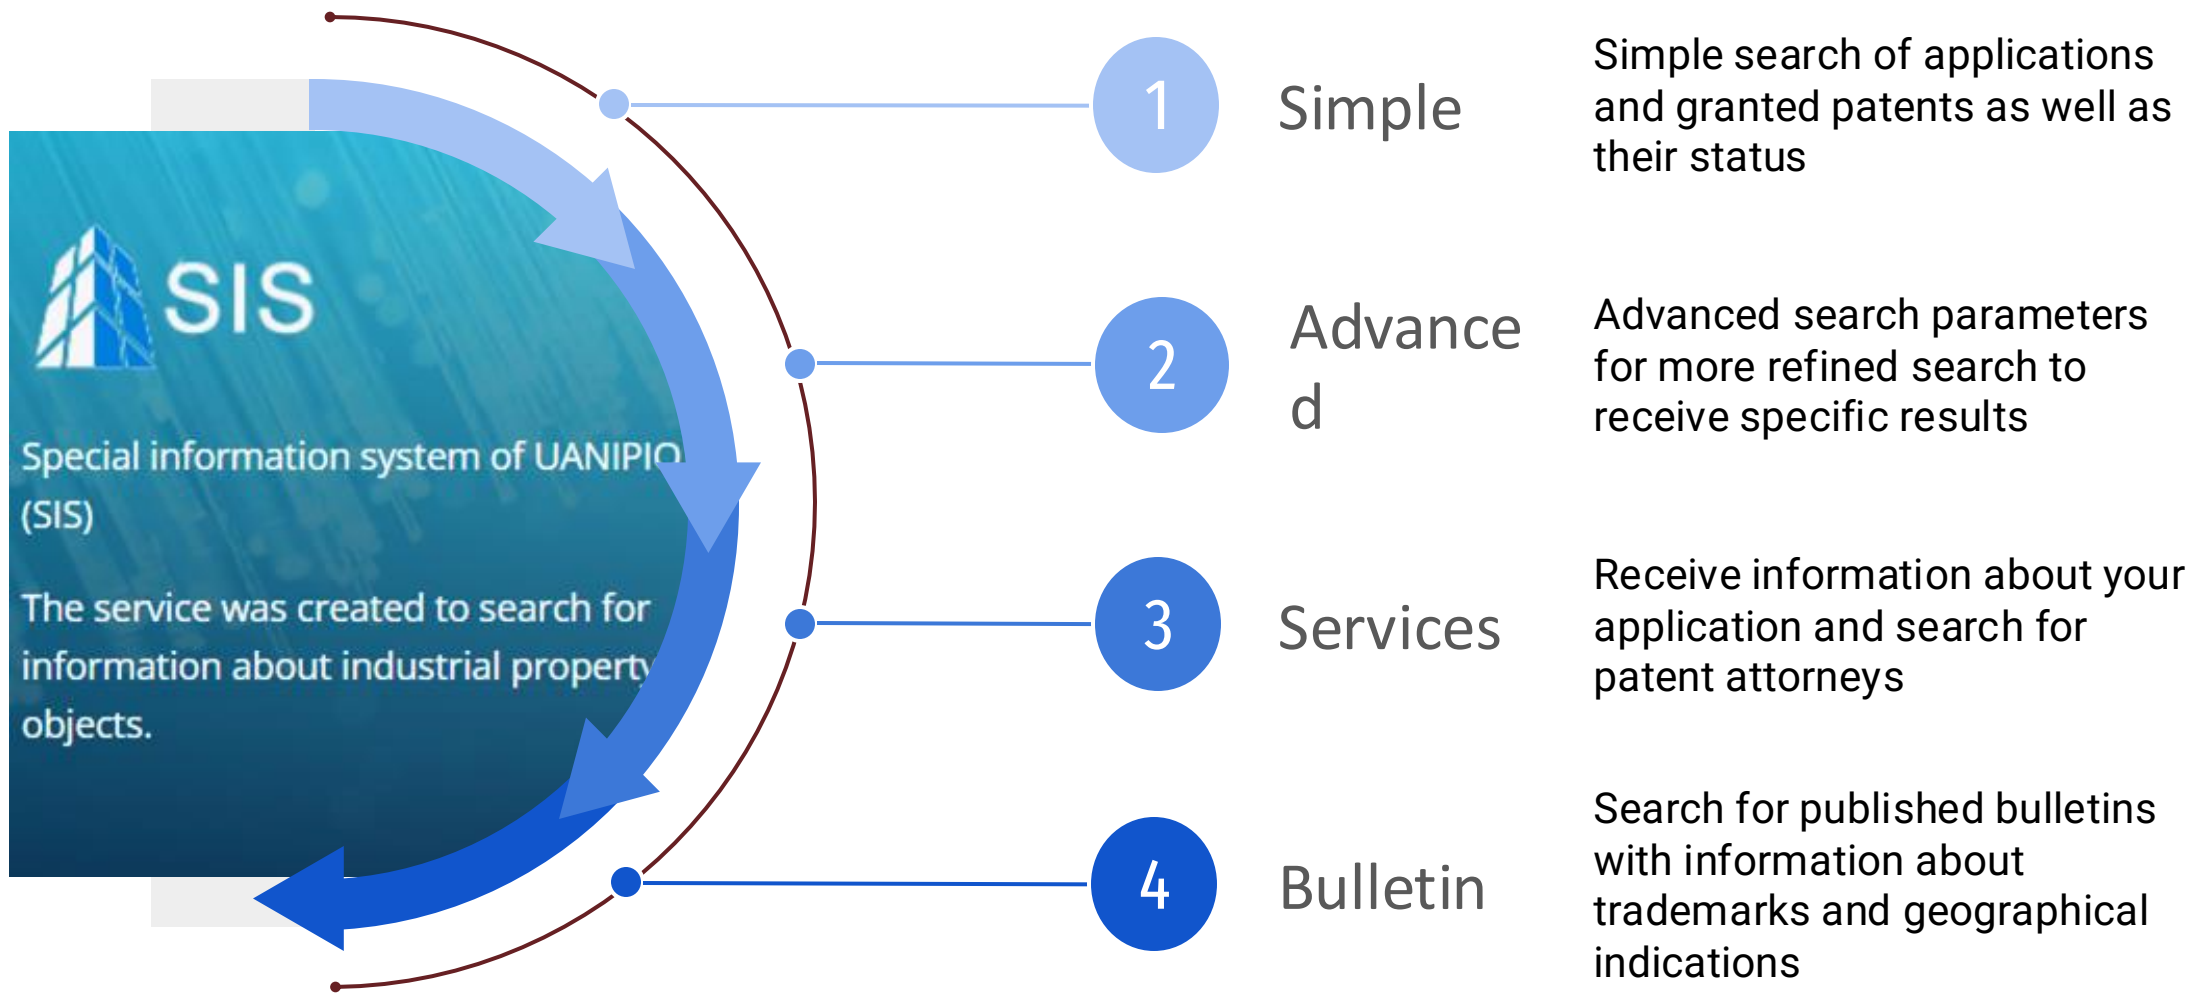 SIS
Special information system of UANIPIO
(SIS)
The service was created to search for
information about industrial property
objects.
1
Simple
Simple search of applications
and granted patents as well as
their status
2
Advance
d
Advanced search parameters
for more refined search to
receive specific results
3
Services
Receive information about your
application and search for
patent attorneys
4
Bulletin
Search for published bulletins
with information about
trademarks and geographical
indications